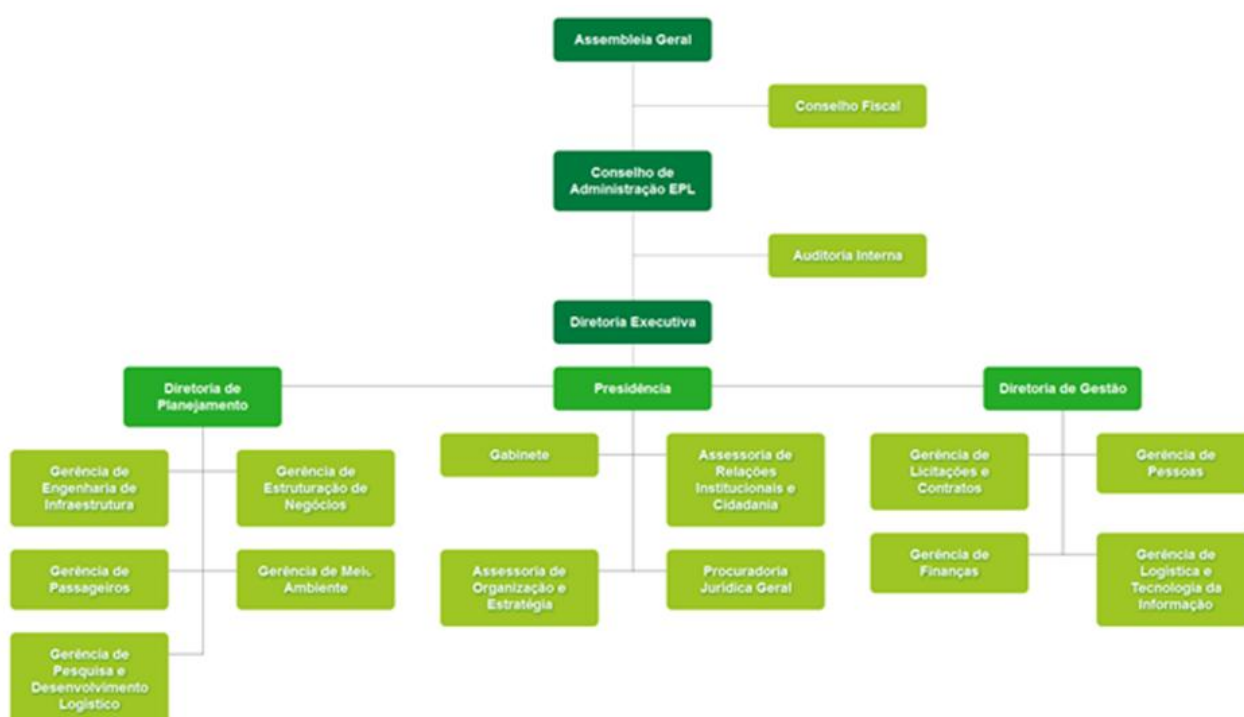 Assembleia Geral
Conselho Fiscal
Conselho de
Administração EPL
Auditoria Interna
Diretoria Executiva
Diretoria de
Planejamento
Presidência
Diretoria de Gestão
Gerência de
Engenharia de
Infraestrutura
Gerência de
Estruturação de
Negócios
Gabinete
Assessoria de
Relações
Institucionais e
Cidadania
Gerência de
Licitações e
Contratos
Gerência de
Pessoas
Gerência de
Passageiros
Gerência de Meio
Ambiente
Assessoria de
Organização e
Estratégia
Procuradoria
Jurídica Geral
Gerência de
Finanças
Gerência de
Logística e
Tecnologia da
Informação
Gerência de
Pesquisa e
Desenvolvimento
Logístico